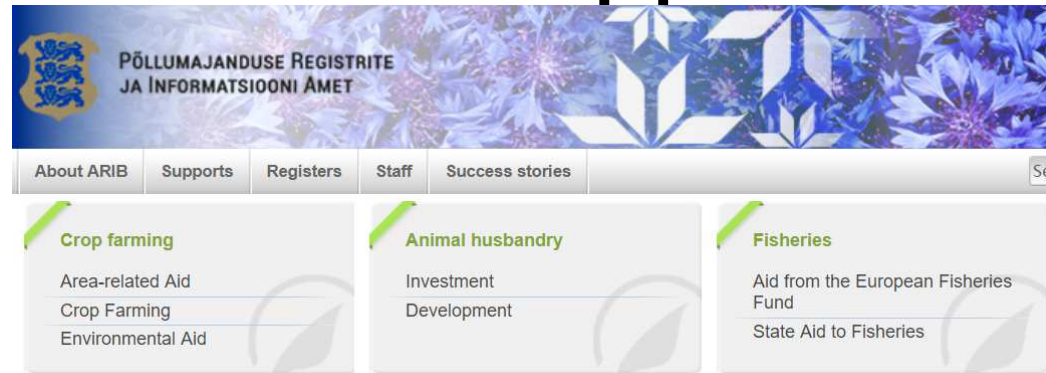 PÕLLUMAJANDUSE REGISTRITE
JA INFORMATSIOONI AMET
About ARIB Supports Registers Staff Success stories
Crop farming
Area-related Aid
Crop Farming
Environmental Aid
Animal husbandry
Investment
Development
Fisheries
Aid from the European Fisheries
Fund
State Aid to Fisheries